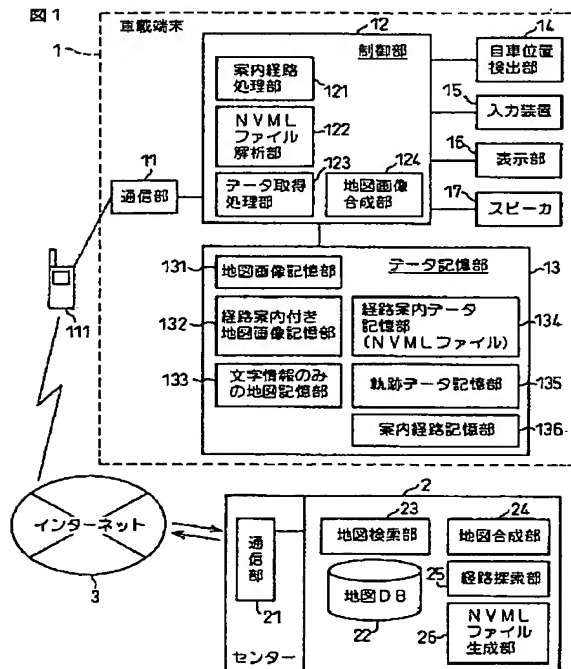 図1
車載端末
1
12
制御部
案内経路
処理部
121
NVML
ファイル
解析部
122
123
データ取得
処理部
124
地図画像
合成部
14
自車位置
検出部
15
入力装置
16
表示部
17
スピーカ
11
通信部
111
データ記憶部
13
131
地図画像記憶部
132
経路案内付き
地図画像記憶部
133
文字情報のみ
の地図記憶部
経路案内データ
記憶部
(NVMLファイル)
134
軌跡データ記憶部
135
案内経路記憶部
136
インターネット
3
2
通信部
21
センター
23
地図検索部
地図DB
22
24
地図合成部
25
経路探索部
26
NVML
ファイル
生成部